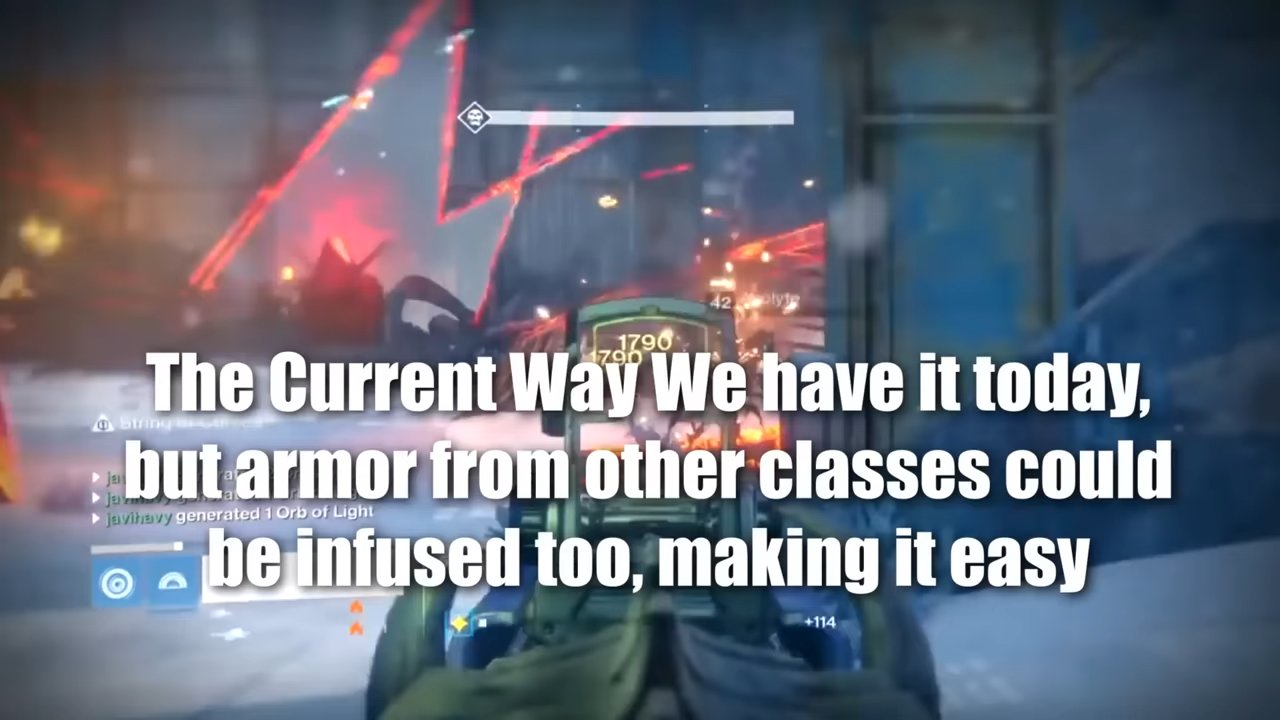 1790
1790
42
The Current Way We have it today,
but armor from other classes could
be infused too, making it easy
javihavy generated 1 Orb of Light
+114